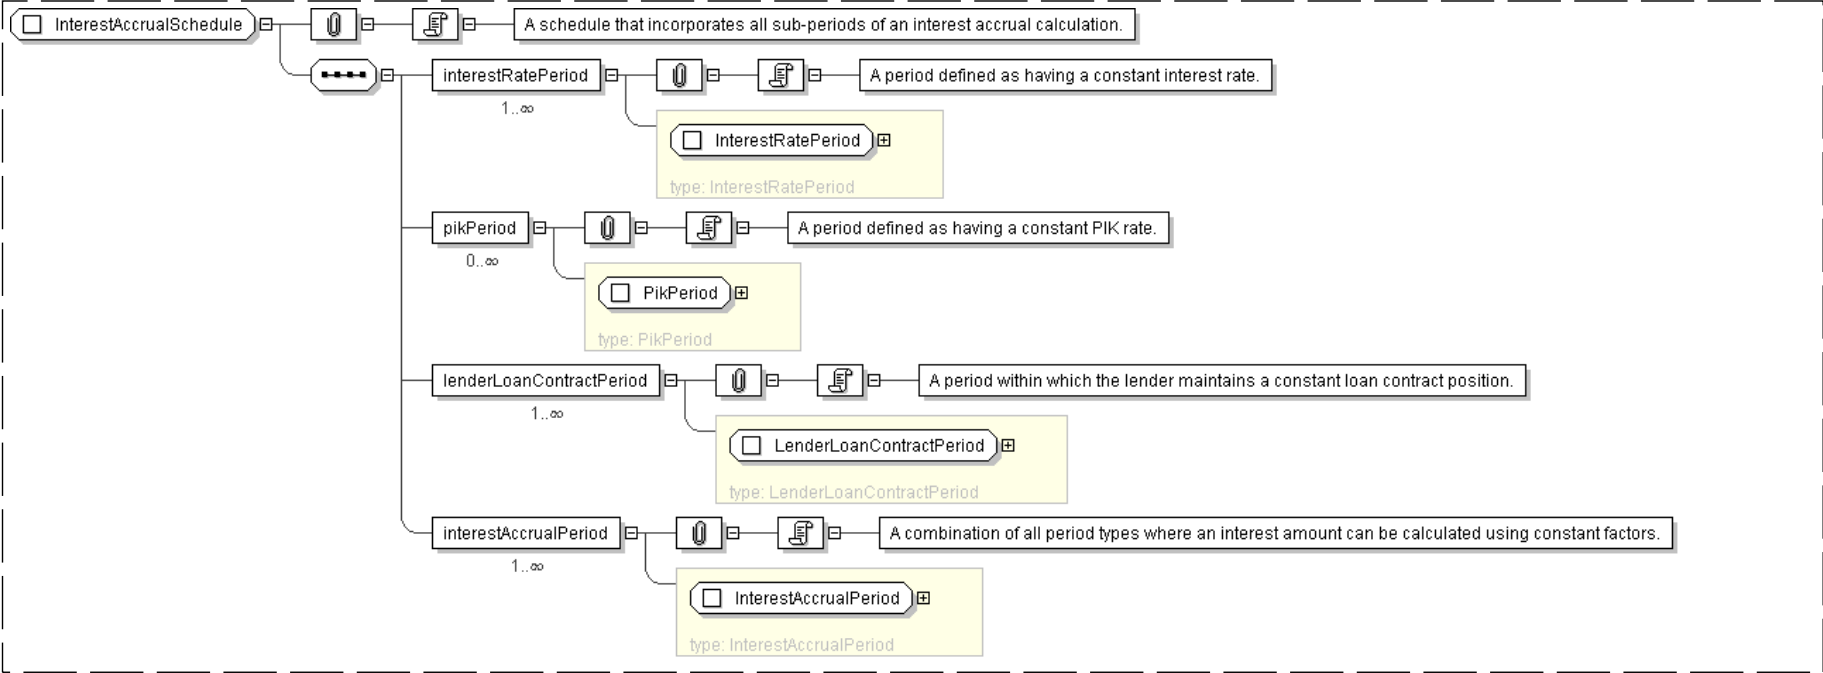 InterestAccrualSchedule
A schedule that incorporates all sub-periods of an interest accrual calculation.
interestRatePeriod
A period defined as having a constant interest rate.
1..∞
InterestRatePeriod
type: InterestRatePeriod
pikPeriod
A period defined as having a constant PIK rate.
0..∞
PikPeriod
type: PikPeriod
lenderLoanContractPeriod
A period within which the lender maintains a constant loan contract position.
1..∞
LenderLoanContractPeriod
type: LenderLoanContractPeriod
interestAccrualPeriod
A combination of all period types where an interest amount can be calculated using constant factors.
1..∞
InterestAccrualPeriod
type: InterestAccrualPeriod